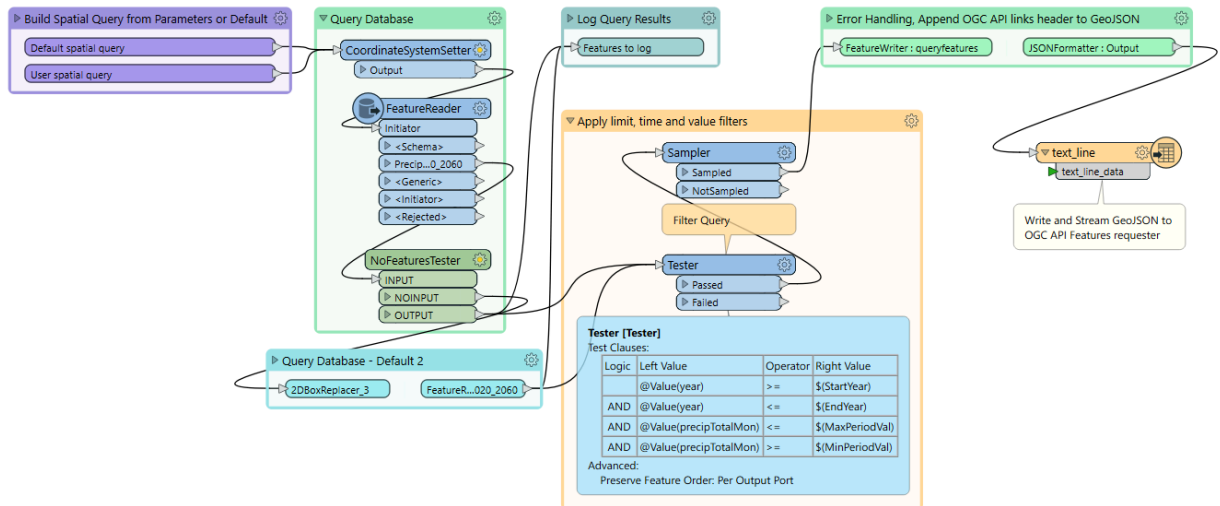 Build Spatial Query from Parameters or Default
Default spatial query
User spatial query
Query Database
CoordinateSystemSetter
Output
FeatureReader
Initiator
<Schema>
Precip...0_2060
<Generic>
<Initiator>
<Rejected>
NoFeaturesTester
INPUT
NOINPUT
OUTPUT
Query Database - Default 2
2DBoxReplacer_3
FeatureR...020_2060
Log Query Results
Features to log
Apply limit, time and value filters
Sampler
Sampled
NotSampled
Filter Query
Tester
Passed
Failed
Tester [Tester]
Test Clauses:
Logic Left Value Operator Right Value
@Value(year) >= $(StartYear)
AND @Value(year) <= $(EndYear)
AND @Value(precipTotalMon) <= $(MaxPeriodVal)
AND @Value(precipTotalMon) >= $(MinPeriodVal)
Advanced:
Preserve Feature Order: Per Output Port
Error Handling, Append OGC API links header to GeoJSON
FeatureWriter : queryfeatures
JSONFormatter : Output
text_line
text_line_data
Write and Stream GeoJSON to
OGC API Features requester